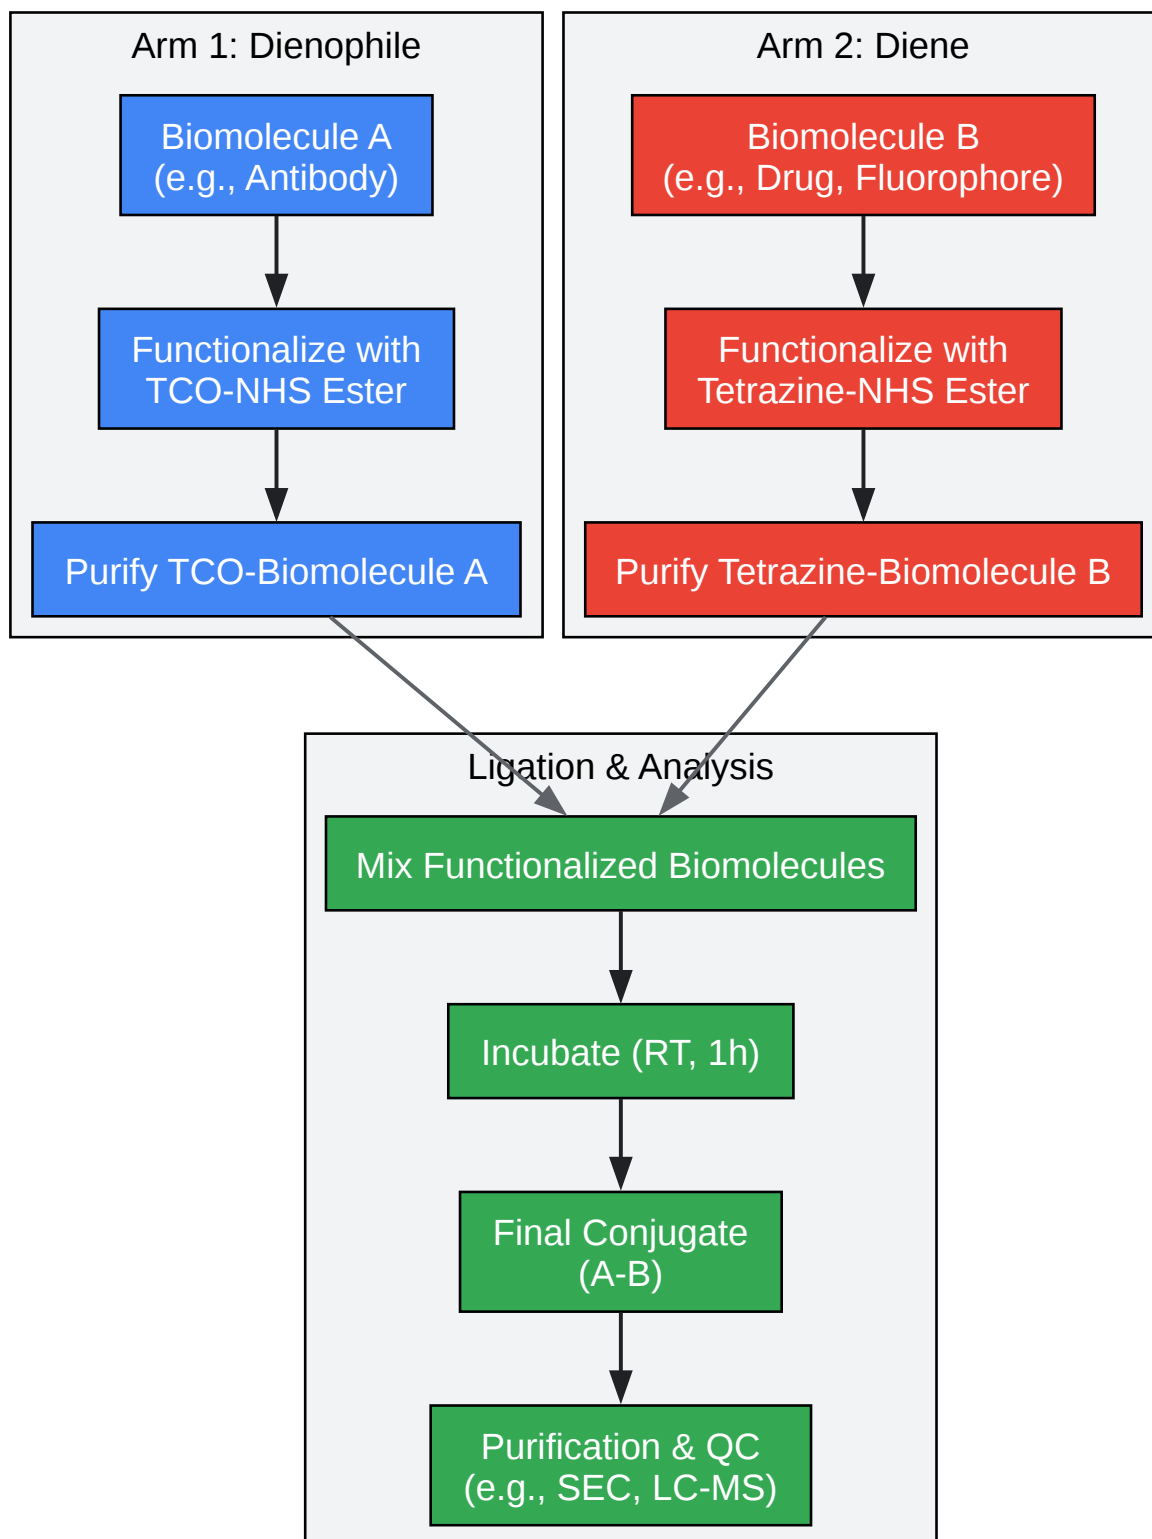 Arm 1: Dienophile
Biomolecule A
(e.g., Antibody)
Functionalize with
TCO-NHS Ester
Purify TCO-Biomolecule A
Arm 2: Diene
Biomolecule B
(e.g., Drug, Fluorophore)
Functionalize with
Tetrazine-NHS Ester
Purify Tetrazine-Biomolecule B
Ligation & Analysis
Mix Functionalized Biomolecules
Incubate (RT, 1h)
Final Conjugate
(A-B)
Purification & QC
(e.g., SEC, LC-MS)